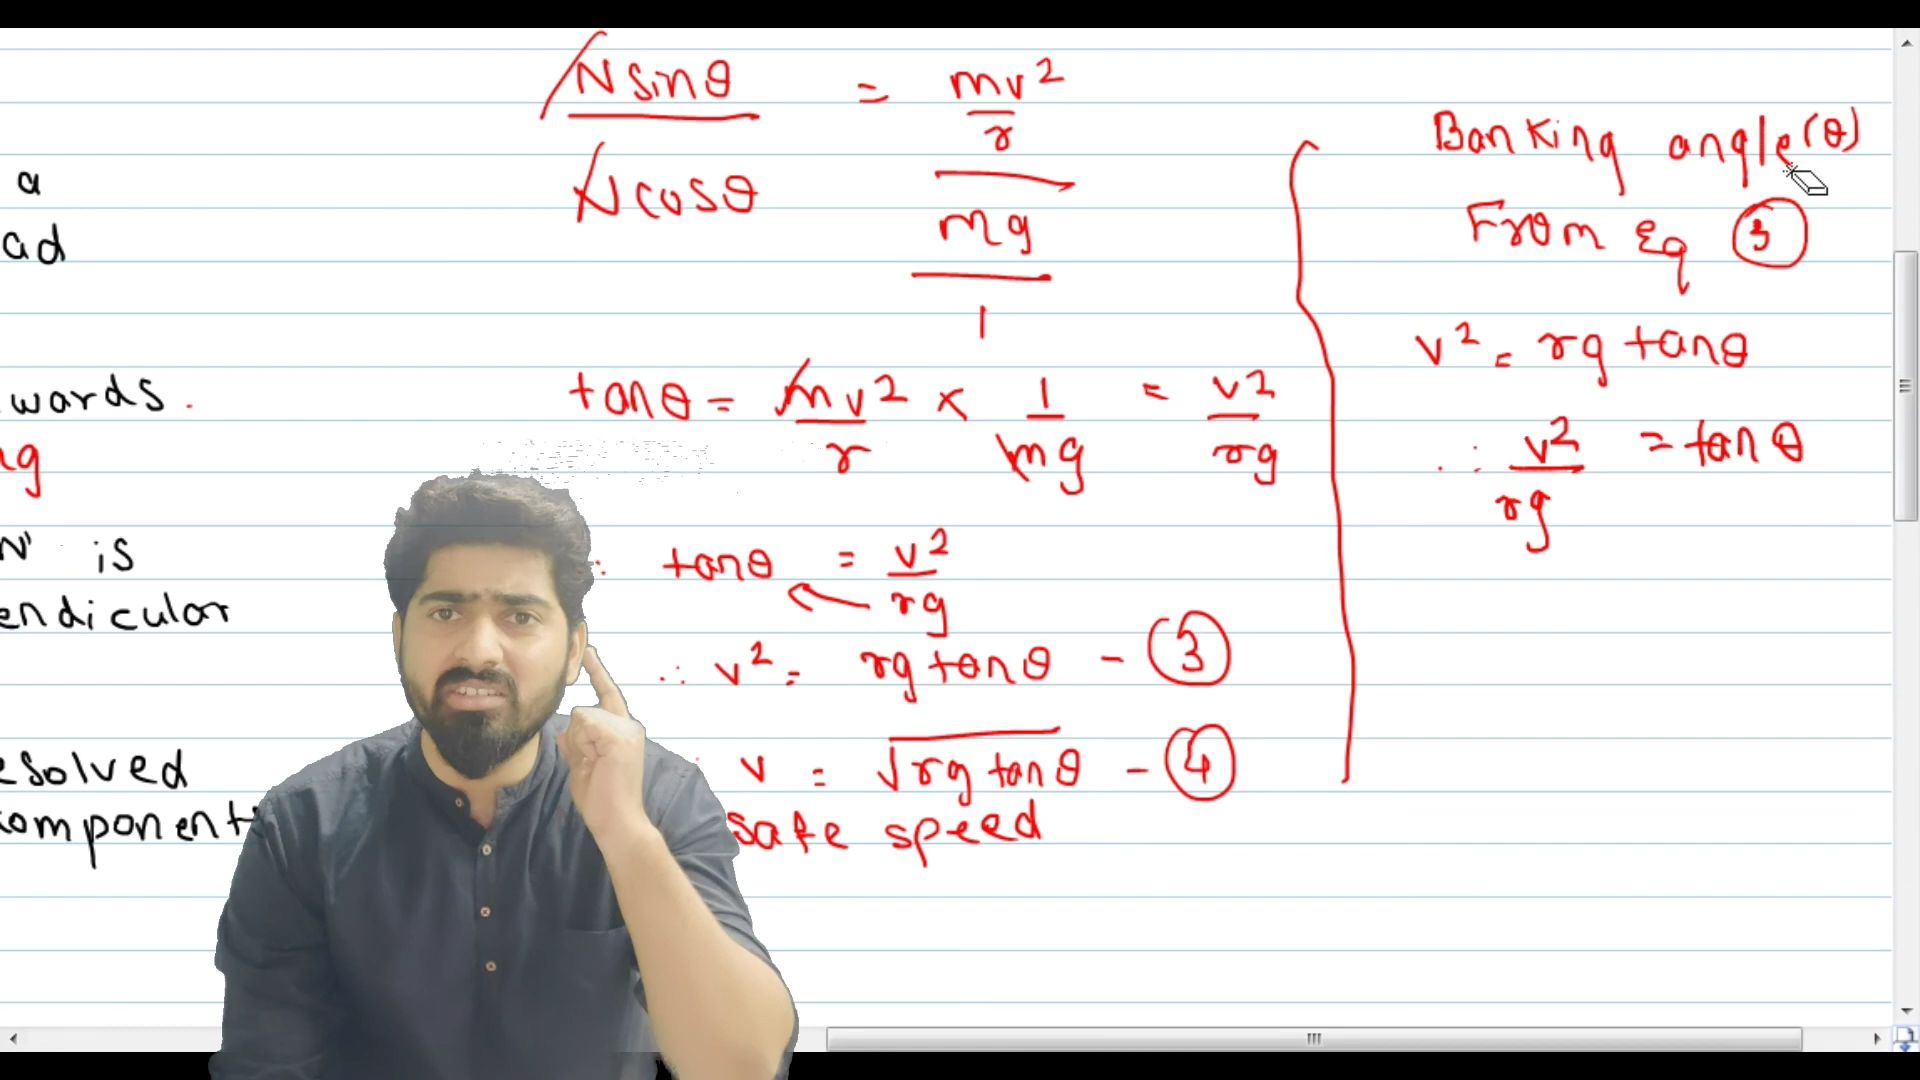 a
ad
wards.
ng
N' is
endicular
esolved
components
N sinθ = mv²
r
N cosθ mg
1
tanθ = mv² × 1 = v²
r mg rg
∴ tanθ = v²
rg
∴ v² = rg tanθ - ③
v = √rg tanθ - ④
safe speed
Banking angle(θ)
From Eq ③
v² = rg tanθ
∴ v² = tanθ
rg